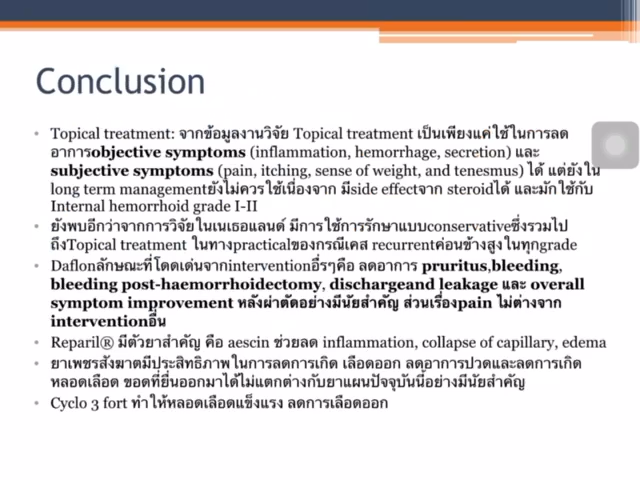 Conclusion
• Topical treatment: จากข้อมูลงานวิจัย Topical treatment เป็นเพียงแค่ใช้ในการลด
อาการobjective symptoms (inflammation, hemorrhage, secretion) และ
subjective symptoms (pain, itching, sense of weight, and tenesmus) ได้ แต่ยังใน
long term managementยังไม่ควรใช้เนื่องจาก มีside effectจาก steroidได้ และมักใช้กับ
Internal hemorrhoid grade I-II
• ยังพบอีกว่าจากการวิจัยในเนเธอแลนด์ มีการใช้การรักษาแบบconservativeซึ่งรวมไป
ถึงTopical treatment ในทางpracticalของกรณีเคส recurrentค่อนข้างสูงในทุกgrade
• Daflonลักษณะที่โดดเด่นจากinterventionอื่รๆคือ ลดอาการ pruritus,bleeding,
bleeding post-haemorrhoidectomy, dischargeand leakage และ overall
symptom improvement หลังผ่าตัดอย่างมีนัยสำคัญ ส่วนเรื่องpain ไม่ต่างจาก
interventionอื่น
• Reparil® มีตัวยาสำคัญ คือ aescin ช่วยลด inflammation, collapse of capillary, edema
• ยาเพชรสังฆาตมีประสิทธิภาพในการลดการเกิด เลือดออก ลดอาการปวดและลดการเกิด
หลอดเลือด ขอดที่ยื่นออกมาได้ไม่แตกต่างกับยาแผนปัจจุบันนี้อย่างมีนัยสำคัญ
• Cyclo 3 fort ทำให้หลอดเลือดแข็งแรง ลดการเลือดออก